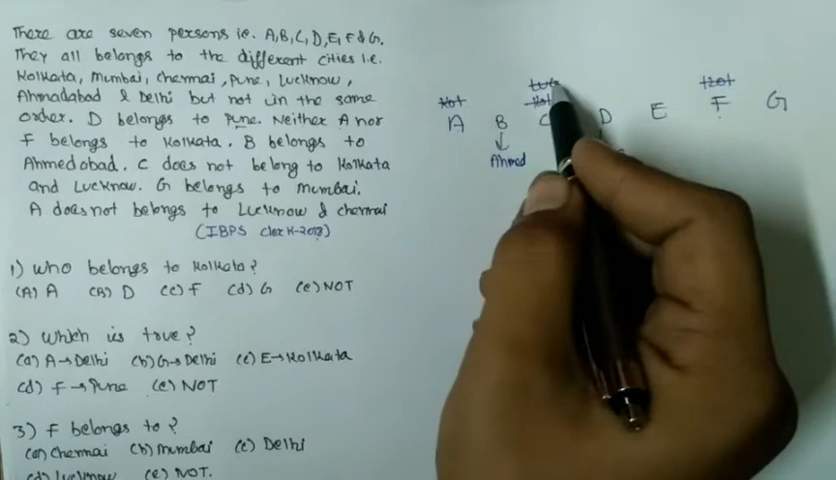 There are seven persons ie. A,B,C,D,E,F & G.
They all belongs to the different cities i.e.
Kolkata, Mumbai, Chennai, Pune, Lucknow,
Ahmadabad & Delhi but not in the same
order. D belongs to Pune. Neither A nor
F belongs to Kolkata. B belongs to
Ahmedabad. C does not belong to Kolkata
and Lucknow. G belongs to Mumbai.
A does not belongs to Lucknow & Chennai
(IBPS Clerk-2018)
1) Who belongs to Kolkata?
(A) A (B) D (c) F (d) G (e) NOT
2) Which is true?
(a) A→Delhi (b) G→Delhi (c) E→Kolkata
(d) F→Pune (e) NOT
3) F belongs to?
(a) Chennai (b) Mumbai (c) Delhi
(d) Lucknow (e) NOT.
Kol Kol
A B C D E F G
Ahmed